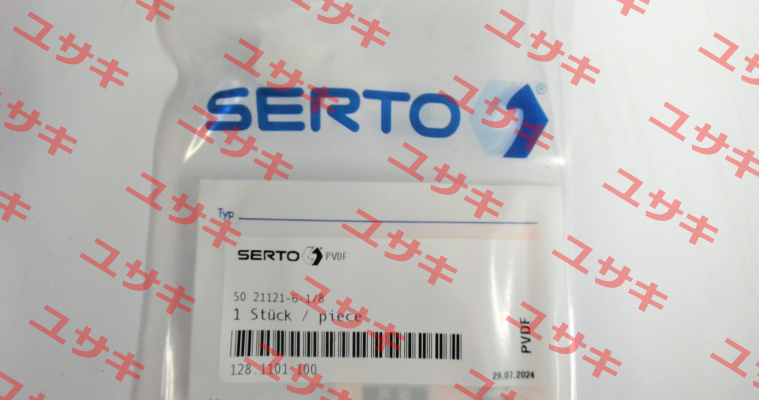 SERTO
®
Typ
SERTO PVDF
SO 21121-6-1/8
1 Stück / piece
128.1101.100
PVDF
29.07.2024
ユサキ